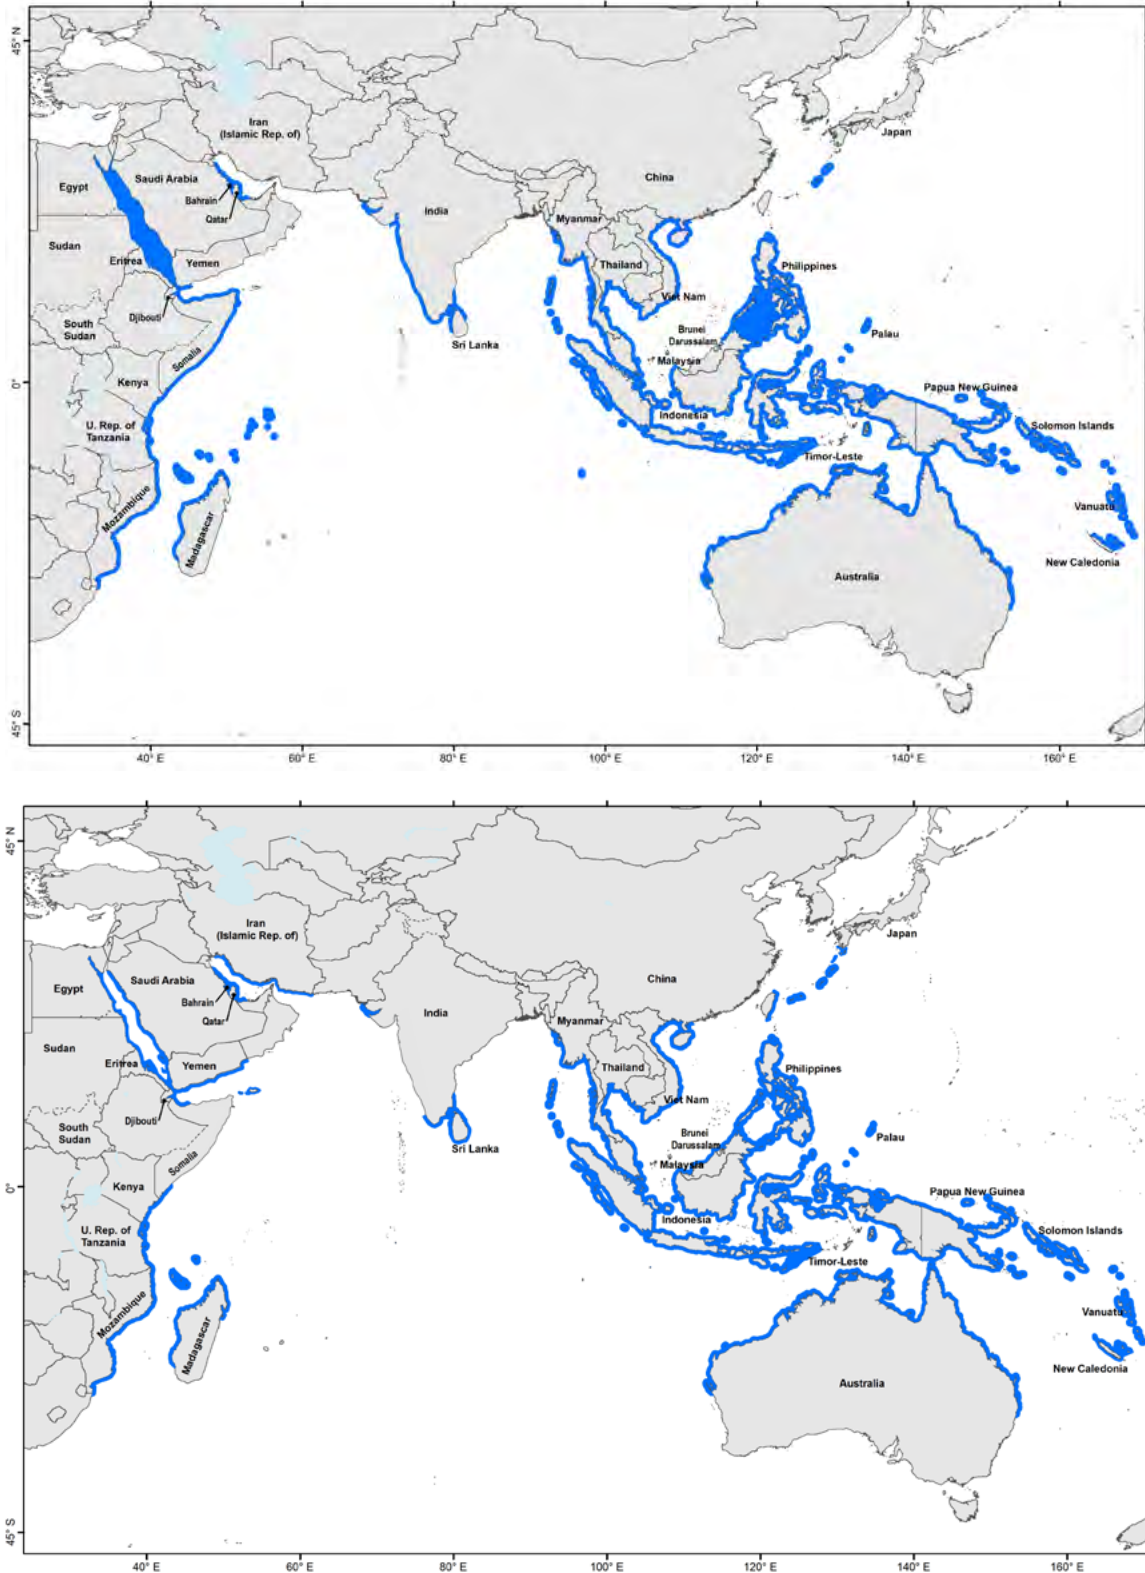 45° N
0°
45° S
Iran
(Islamic Rep. of)
Japan
China
Egypt
Saudi Arabia
Bahrain
Qatar
India
Myanmar
Sudan
Eritrea
Yemen
Thailand
Philippines
Djibouti
Viet Nam
South
Sudan
Somalia
Sri Lanka
Brunei
Darussalam
Palau
Malaysia
Kenya
Papua New Guinea
Indonesia
U. Rep. of
Tanzania
Solomon Islands
Timor-Leste
Mozambique
Madagascar
Vanuatu
New Caledonia
Australia
40° E
60° E
80° E
100° E
120° E
140° E
160° E
45° N
0°
45° S
Iran
(Islamic Rep. of)
Japan
China
Egypt
Saudi Arabia
Bahrain
Qatar
India
Myanmar
Sudan
Eritrea
Yemen
Thailand
Philippines
Djibouti
Viet Nam
South
Sudan
Somalia
Sri Lanka
Brunei
Darussalam
Palau
Malaysia
Kenya
Papua New Guinea
Indonesia
U. Rep. of
Tanzania
Solomon Islands
Timor-Leste
Mozambique
Madagascar
Vanuatu
New Caledonia
Australia
40° E
60° E
80° E
100° E
120° E
140° E
160° E